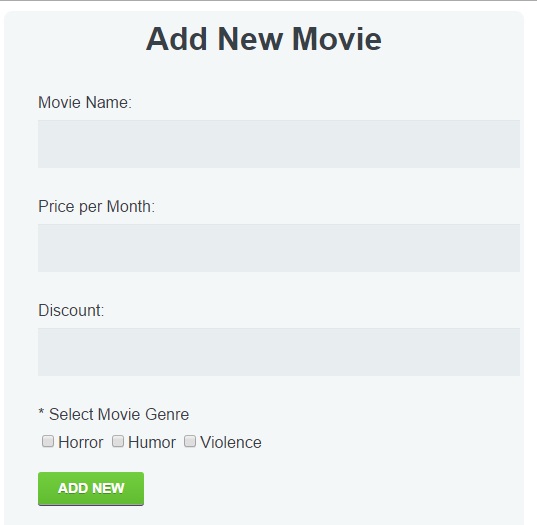 Add New Movie
Movie Name:
Price per Month:
Discount:
* Select Movie Genre
Horror Humor Violence
ADD NEW